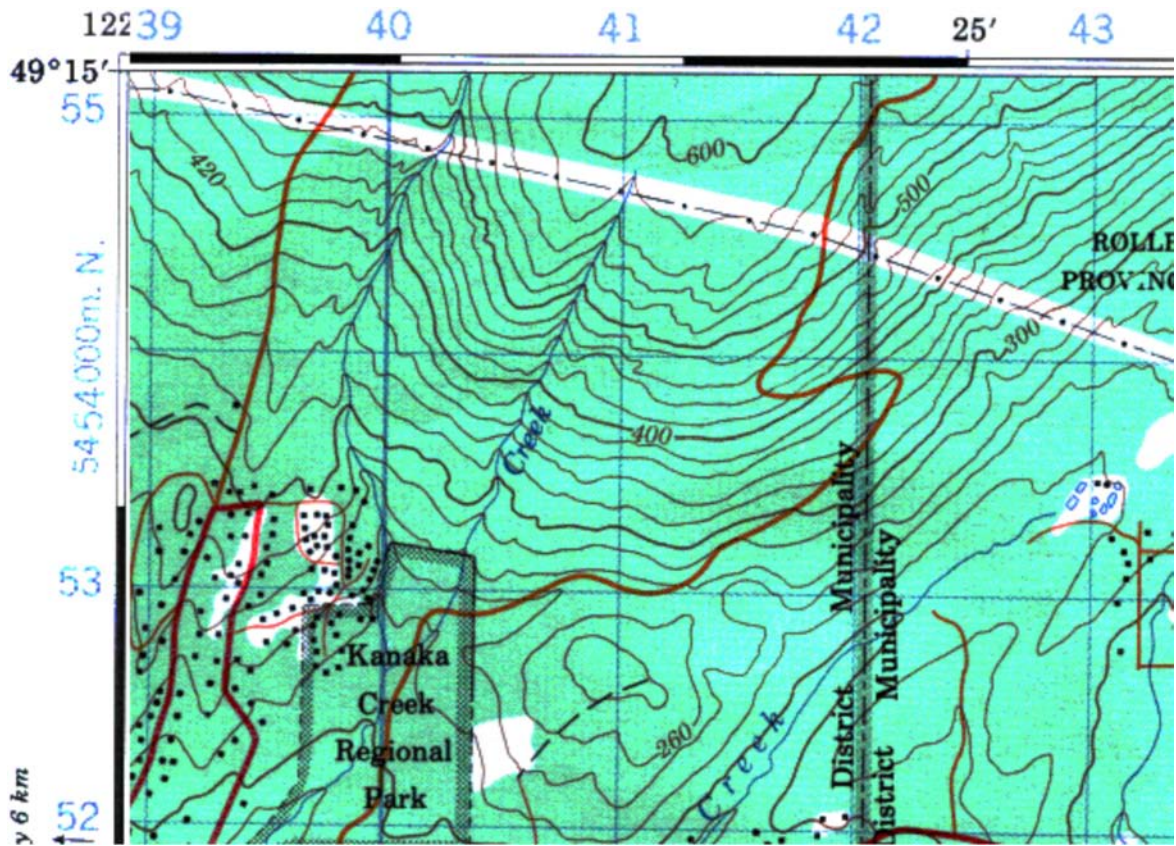 122
39
40
41
42
25′
43
49°15′
55
600
420
500
ROLLE
PROVINC
5454000m. N.
300
400
Creek
Municipality
Municipality
53
Kanaka
Creek
Regional
Park
260
Creek
District
District
52
y 6 km